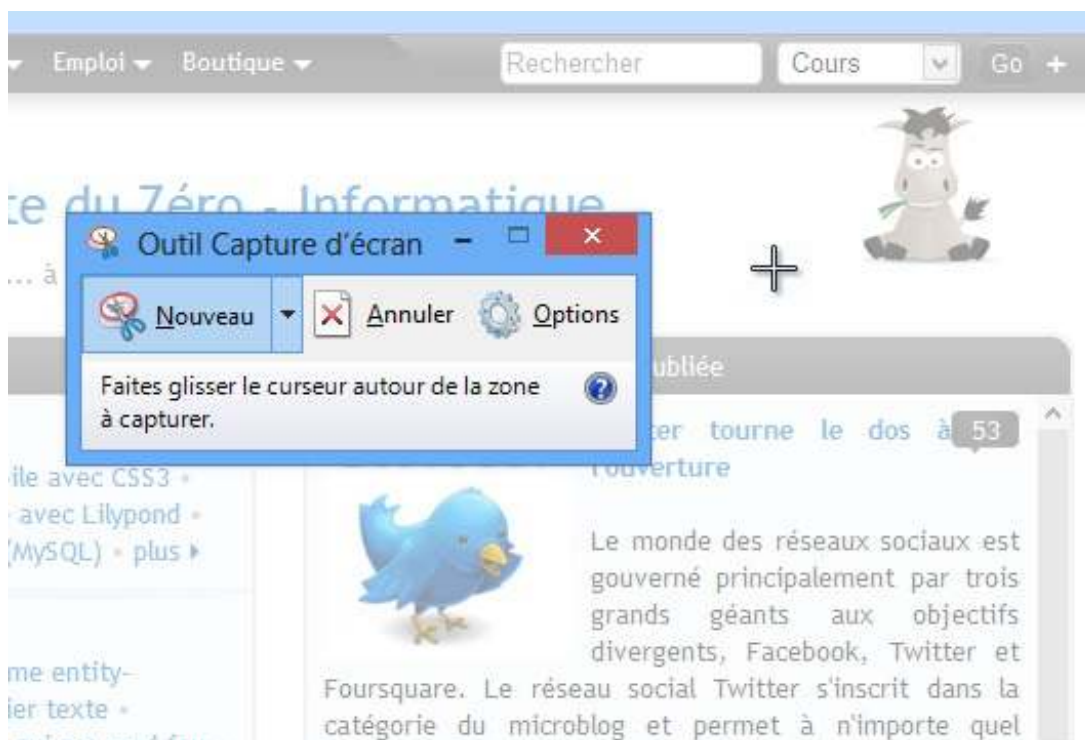 Emploi Boutique Rechercher Cours Go +
te du Zéro - Informatique
... à
Outil Capture d'écran
Nouveau Annuler Options
Faites glisser le curseur autour de la zone
à capturer.
ubliée
ter tourne le dos à 53
l'ouverture
ile avec CSS3
avec Lilypond
(MySQL) plus
Le monde des réseaux sociaux est
gouverné principalement par trois
grands géants aux objectifs
divergents, Facebook, Twitter et
Foursquare. Le réseau social Twitter s'inscrit dans la
catégorie du microblog et permet à n'importe quel
me entity-
ier texte